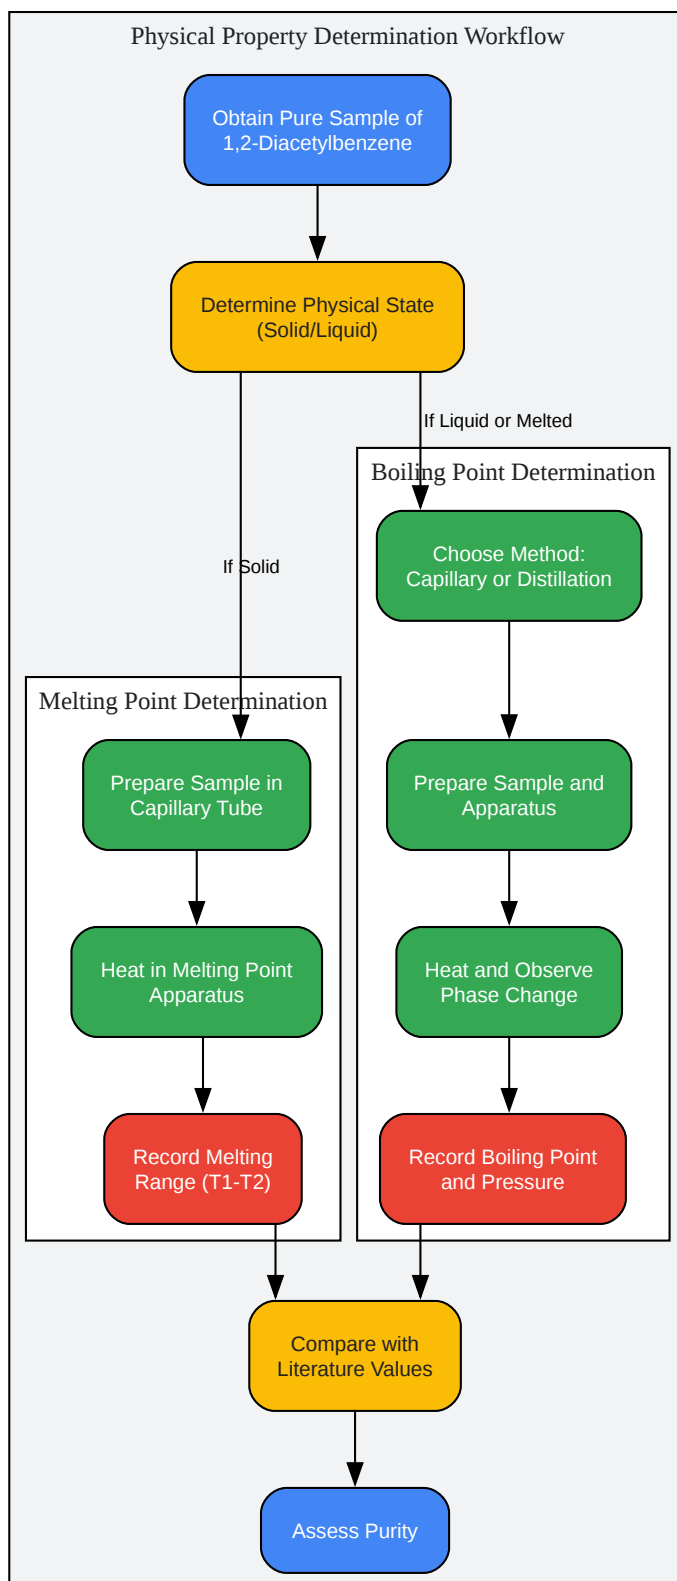 Physical Property Determination Workflow
Obtain Pure Sample of
1,2-Diacetylbenzene
Determine Physical State
(Solid/Liquid)
If Liquid or Melted
Boiling Point Determination
Choose Method:
Capillary or Distillation
If Solid
Melting Point Determination
Prepare Sample in
Capillary Tube
Prepare Sample and
Apparatus
Heat in Melting Point
Apparatus
Heat and Observe
Phase Change
Record Melting
Range (T1-T2)
Record Boiling Point
and Pressure
Compare with
Literature Values
Assess Purity